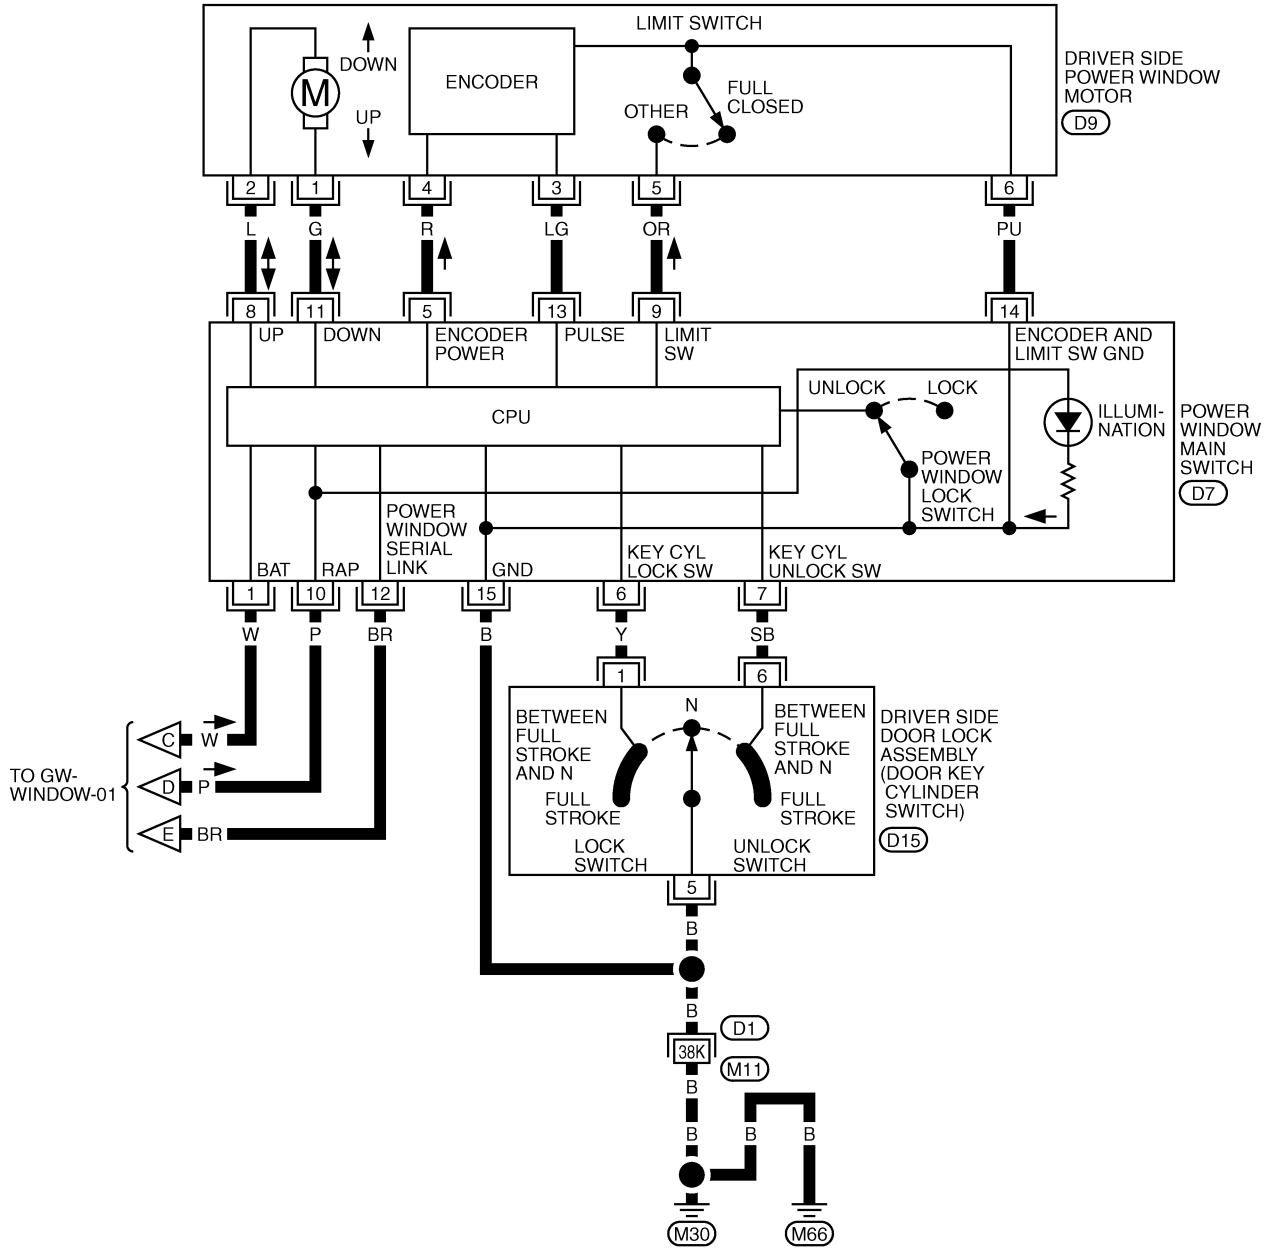 LIMIT SWITCH
DOWN
UP
M
ENCODER
OTHER
FULL
CLOSED
DRIVER SIDE
POWER WINDOW
MOTOR
D9
2 1 4 3 5 6
L G R LG OR PU
8 11 5 13 9 14
UP
DOWN
ENCODER
POWER
PULSE
LIMIT
SW
ENCODER AND
LIMIT SW GND
CPU
UNLOCK LOCK
POWER
WINDOW
LOCK
SWITCH
ILLUMI-
NATION
POWER
WINDOW
MAIN
SWITCH
D7
BAT
RAP
POWER
WINDOW
SERIAL
LINK
GND
KEY CYL
LOCK SW
KEY CYL
UNLOCK SW
1 10 12 15 6 7
W P BR B Y SB
1 6
TO GW-
WINDOW-01
C W
D P
E BR
BETWEEN
FULL
STROKE
AND N
FULL
STROKE
N
BETWEEN
FULL
STROKE
AND N
FULL
STROKE
LOCK
SWITCH
UNLOCK
SWITCH
DRIVER SIDE
DOOR LOCK
ASSEMBLY
(DOOR KEY
CYLINDER
SWITCH)
D15
5
B
B
D1
38K
M11
B
B B B
M30 M66